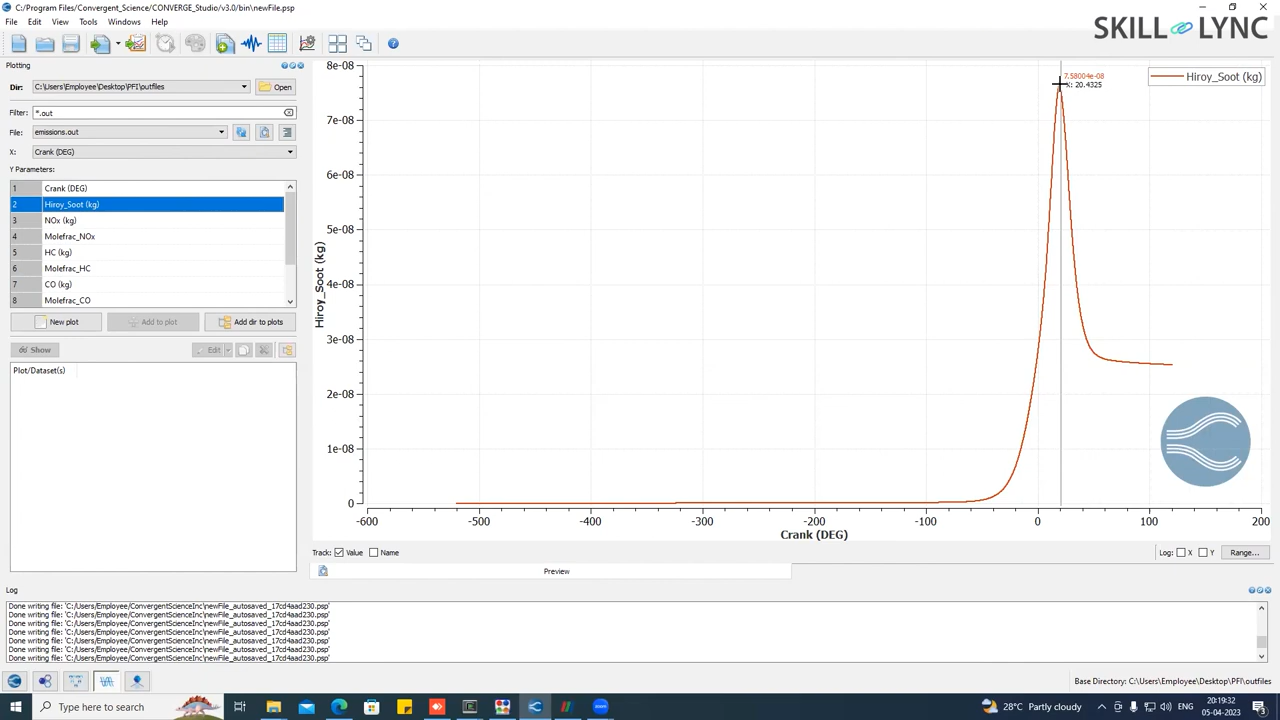 C:/Program Files/Convergent_Science/CONVERGE_Studio/v3.0/bin\newFile.psp
File Edit View Tools Windows Help
SKILL LYNC
Plotting
Dir: C:\Users\Employee\Desktop\PFI\outfiles Open
Filter: *.out
File: emissions.out
X: Crank (DEG)
Y Parameters:
1 Crank (DEG)
2 Hiroy_Soot (kg)
3 NOx (kg)
4 Molefrac_NOx
5 HC (kg)
6 Molefrac_HC
7 CO (kg)
8 Molefrac_CO
New plot Add to plot Add dir to plots
Show Edit
Plot/Dataset(s)
8e-08
7e-08
6e-08
5e-08
4e-08
3e-08
2e-08
1e-08
0
Hiroy_Soot (kg)
7.58004e-08
X: 20.4325
Hiroy_Soot (kg)
-600 -500 -400 -300 -200 -100 0 100 200
Crank (DEG)
Track: Value Name Log: X Y Range...
Preview
Log
Done writing file: 'C:/Users/Employee/ConvergentScienceInc\newFile_autosaved_17cd4aad230.psp'
Done writing file: 'C:/Users/Employee/ConvergentScienceInc\newFile_autosaved_17cd4aad230.psp'
Done writing file: 'C:/Users/Employee/ConvergentScienceInc\newFile_autosaved_17cd4aad230.psp'
Done writing file: 'C:/Users/Employee/ConvergentScienceInc\newFile_autosaved_17cd4aad230.psp'
Done writing file: 'C:/Users/Employee/ConvergentScienceInc\newFile_autosaved_17cd4aad230.psp'
Done writing file: 'C:/Users/Employee/ConvergentScienceInc\newFile_autosaved_17cd4aad230.psp'
Done writing file: 'C:/Users/Employee/ConvergentScienceInc\newFile_autosaved_17cd4aad230.psp'
Base Directory: C:\Users\Employee\Desktop\PFI\outfiles
Type here to search
28°C Partly cloudy
ENG
20:19:32
05-04-2023
3